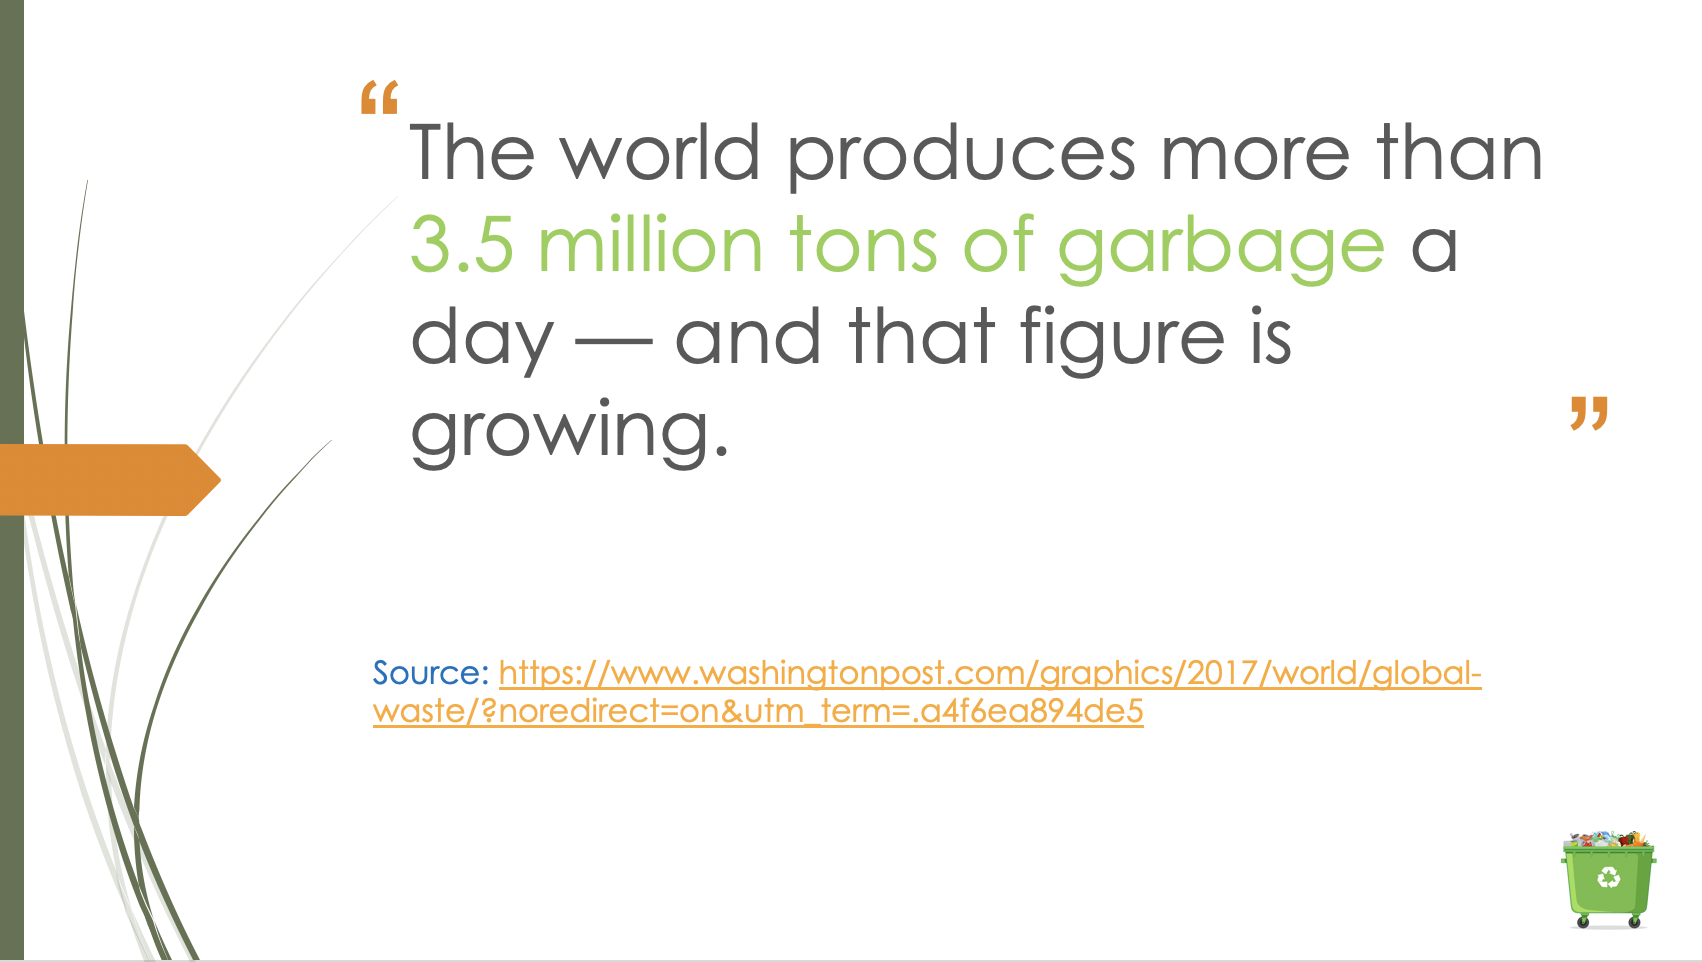 “The world produces more than
3.5 million tons of garbage a
day — and that figure is
growing.”
Source: https://www.washingtonpost.com/graphics/2017/world/global-
waste/?noredirect=on&utm_term=.a4f6ea894de5